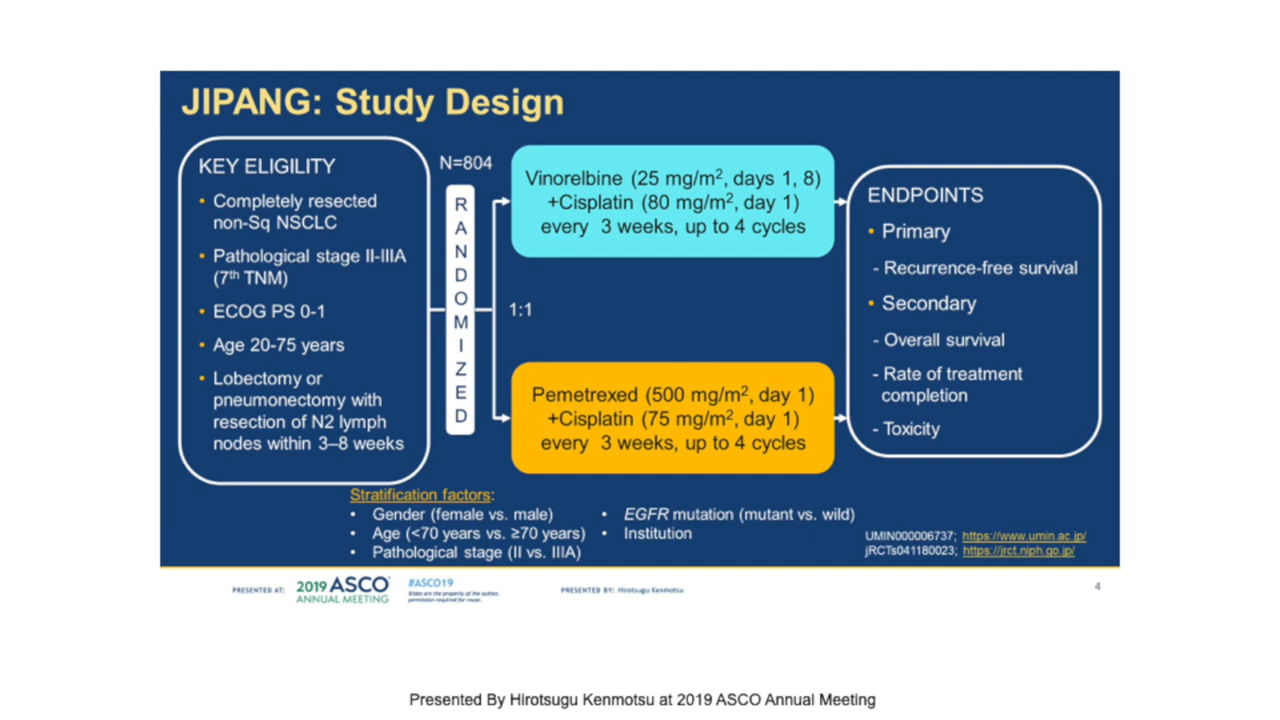 JIPANG: Study Design
KEY ELIGILITY
• Completely resected
non-Sq NSCLC
• Pathological stage II-IIIA
(7th TNM)
• ECOG PS 0-1
• Age 20-75 years
• Lobectomy or
pneumonectomy with
resection of N2 lymph
nodes within 3–8 weeks
N=804
R
A
N
D
O
M
I
Z
E
D
1:1
Vinorelbine (25 mg/m², days 1, 8)
+Cisplatin (80 mg/m², day 1)
every 3 weeks, up to 4 cycles
Pemetrexed (500 mg/m², day 1)
+Cisplatin (75 mg/m², day 1)
every 3 weeks, up to 4 cycles
ENDPOINTS
• Primary
- Recurrence-free survival
• Secondary
- Overall survival
- Rate of treatment
completion
- Toxicity
Stratification factors:
• Gender (female vs. male)
• Age (<70 years vs. ≥70 years)
• Pathological stage (II vs. IIIA)
• EGFR mutation (mutant vs. wild)
• Institution
UMIN000006737; https://www.umin.ac.jp/
jRCTs041180023; https://jrct.niph.go.jp/
PRESENTED AT:
2019 ASCO
ANNUAL MEETING
#ASCO19
Slides are the property of the author,
permission required for reuse.
PRESENTED BY: Hirotsugu Kenmotsu
4
Presented By Hirotsugu Kenmotsu at 2019 ASCO Annual Meeting